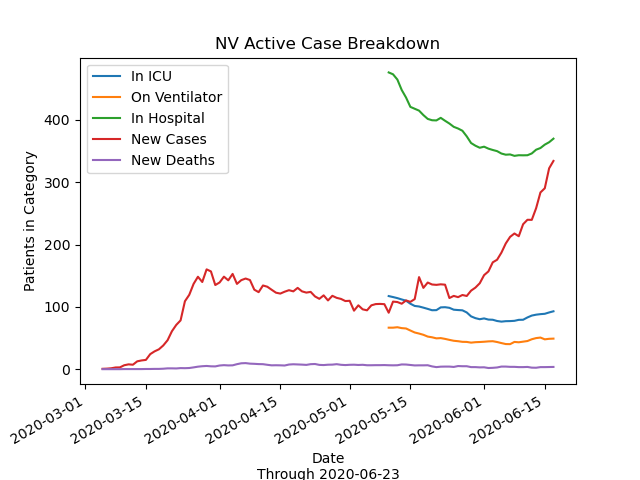 NV Active Case Breakdown
In ICU
On Ventilator
In Hospital
New Cases
New Deaths
Patients in Category
400
300
200
100
0
2020-03-01
2020-03-15
2020-04-01
2020-04-15
2020-05-01
2020-05-15
2020-06-01
2020-06-15
Date
Through 2020-06-23